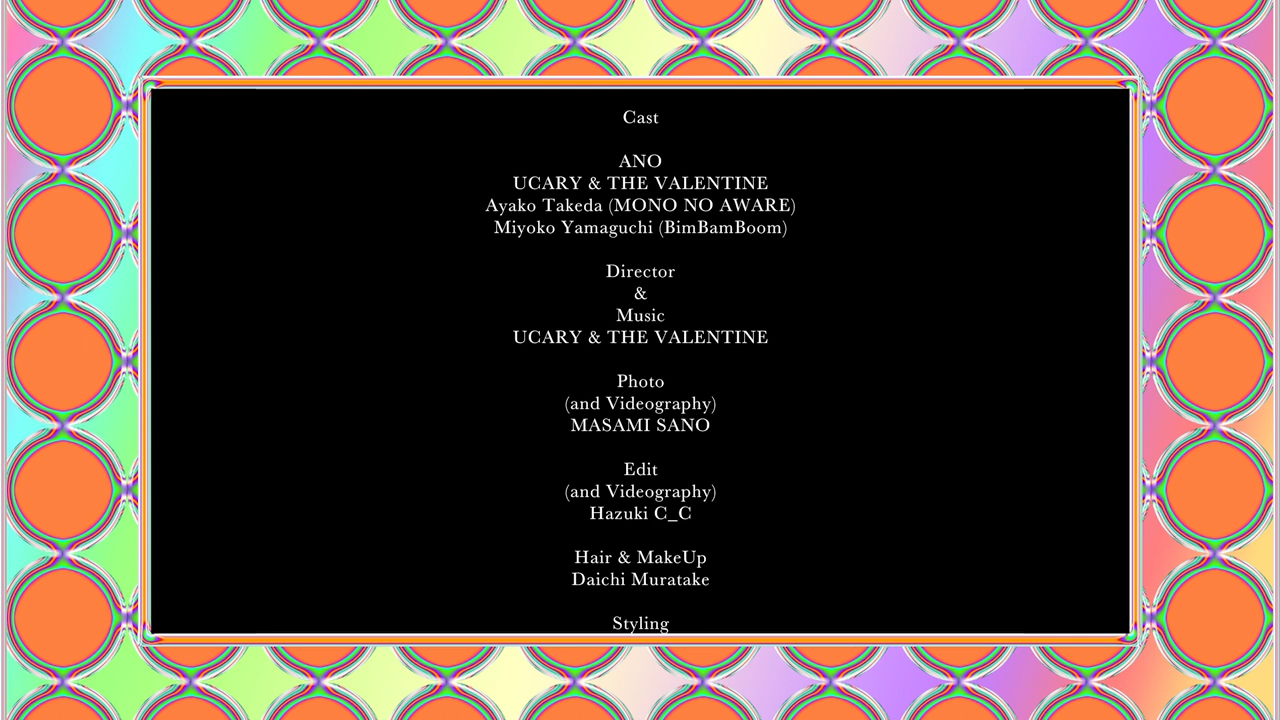 Cast
ANO
UCARY & THE VALENTINE
Ayako Takeda (MONO NO AWARE)
Miyoko Yamaguchi (BimBamBoom)
Director
&
Music
UCARY & THE VALENTINE
Photo
(and Videography)
MASAMI SANO
Edit
(and Videography)
Hazuki C_C
Hair & MakeUp
Daichi Muratake
Styling